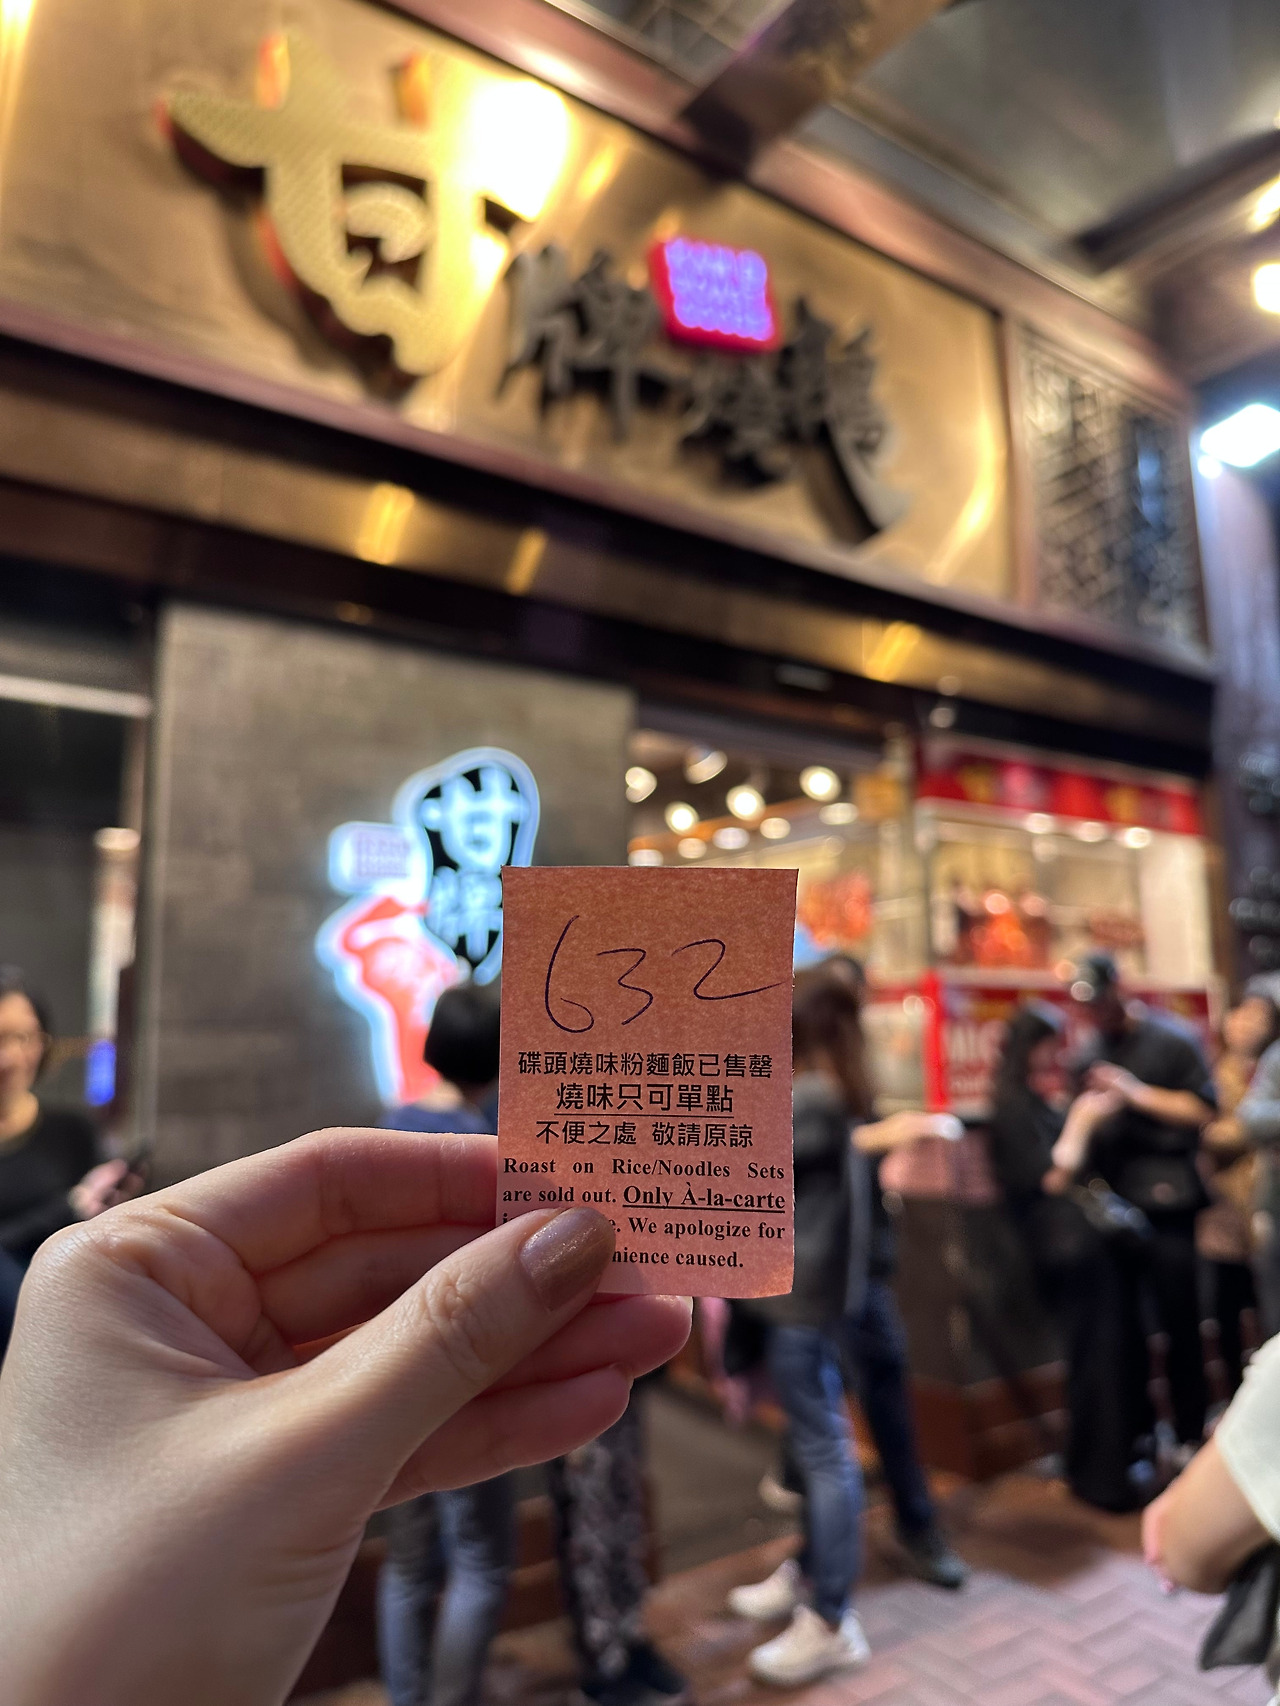 甘牌燒鵝
甘牌
632
碟頭燒味粉麵飯已售罄
燒味只可單點
不便之處 敬請原諒
Roast on Rice/Noodles Sets
are sold out. Only À-la-carte
We apologize for
caused.